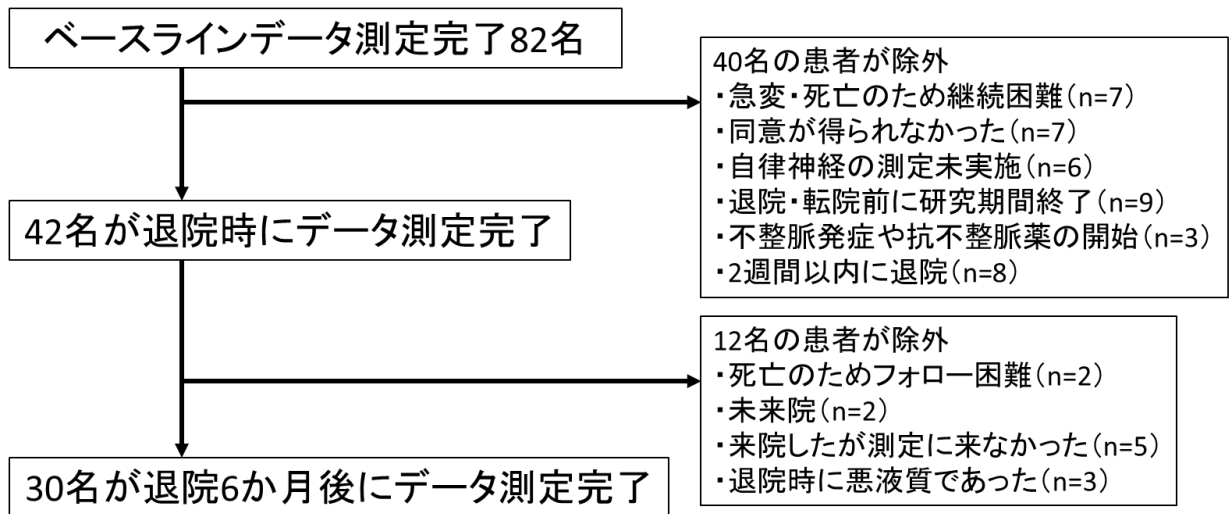 ベースラインデータ測定完了82名
40名の患者が除外
・急変・死亡のため継続困難(n=7)
・同意が得られなかった(n=7)
・自律神経の測定未実施(n=6)
・退院・転院前に研究期間終了(n=9)
・不整脈発症や抗不整脈薬の開始(n=3)
・2週間以内に退院(n=8)
42名が退院時にデータ測定完了
12名の患者が除外
・死亡のためフォロー困難(n=2)
・未来院(n=2)
・来院したが測定に来なかった(n=5)
・退院時に悪液質であった(n=3)
30名が退院6か月後にデータ測定完了